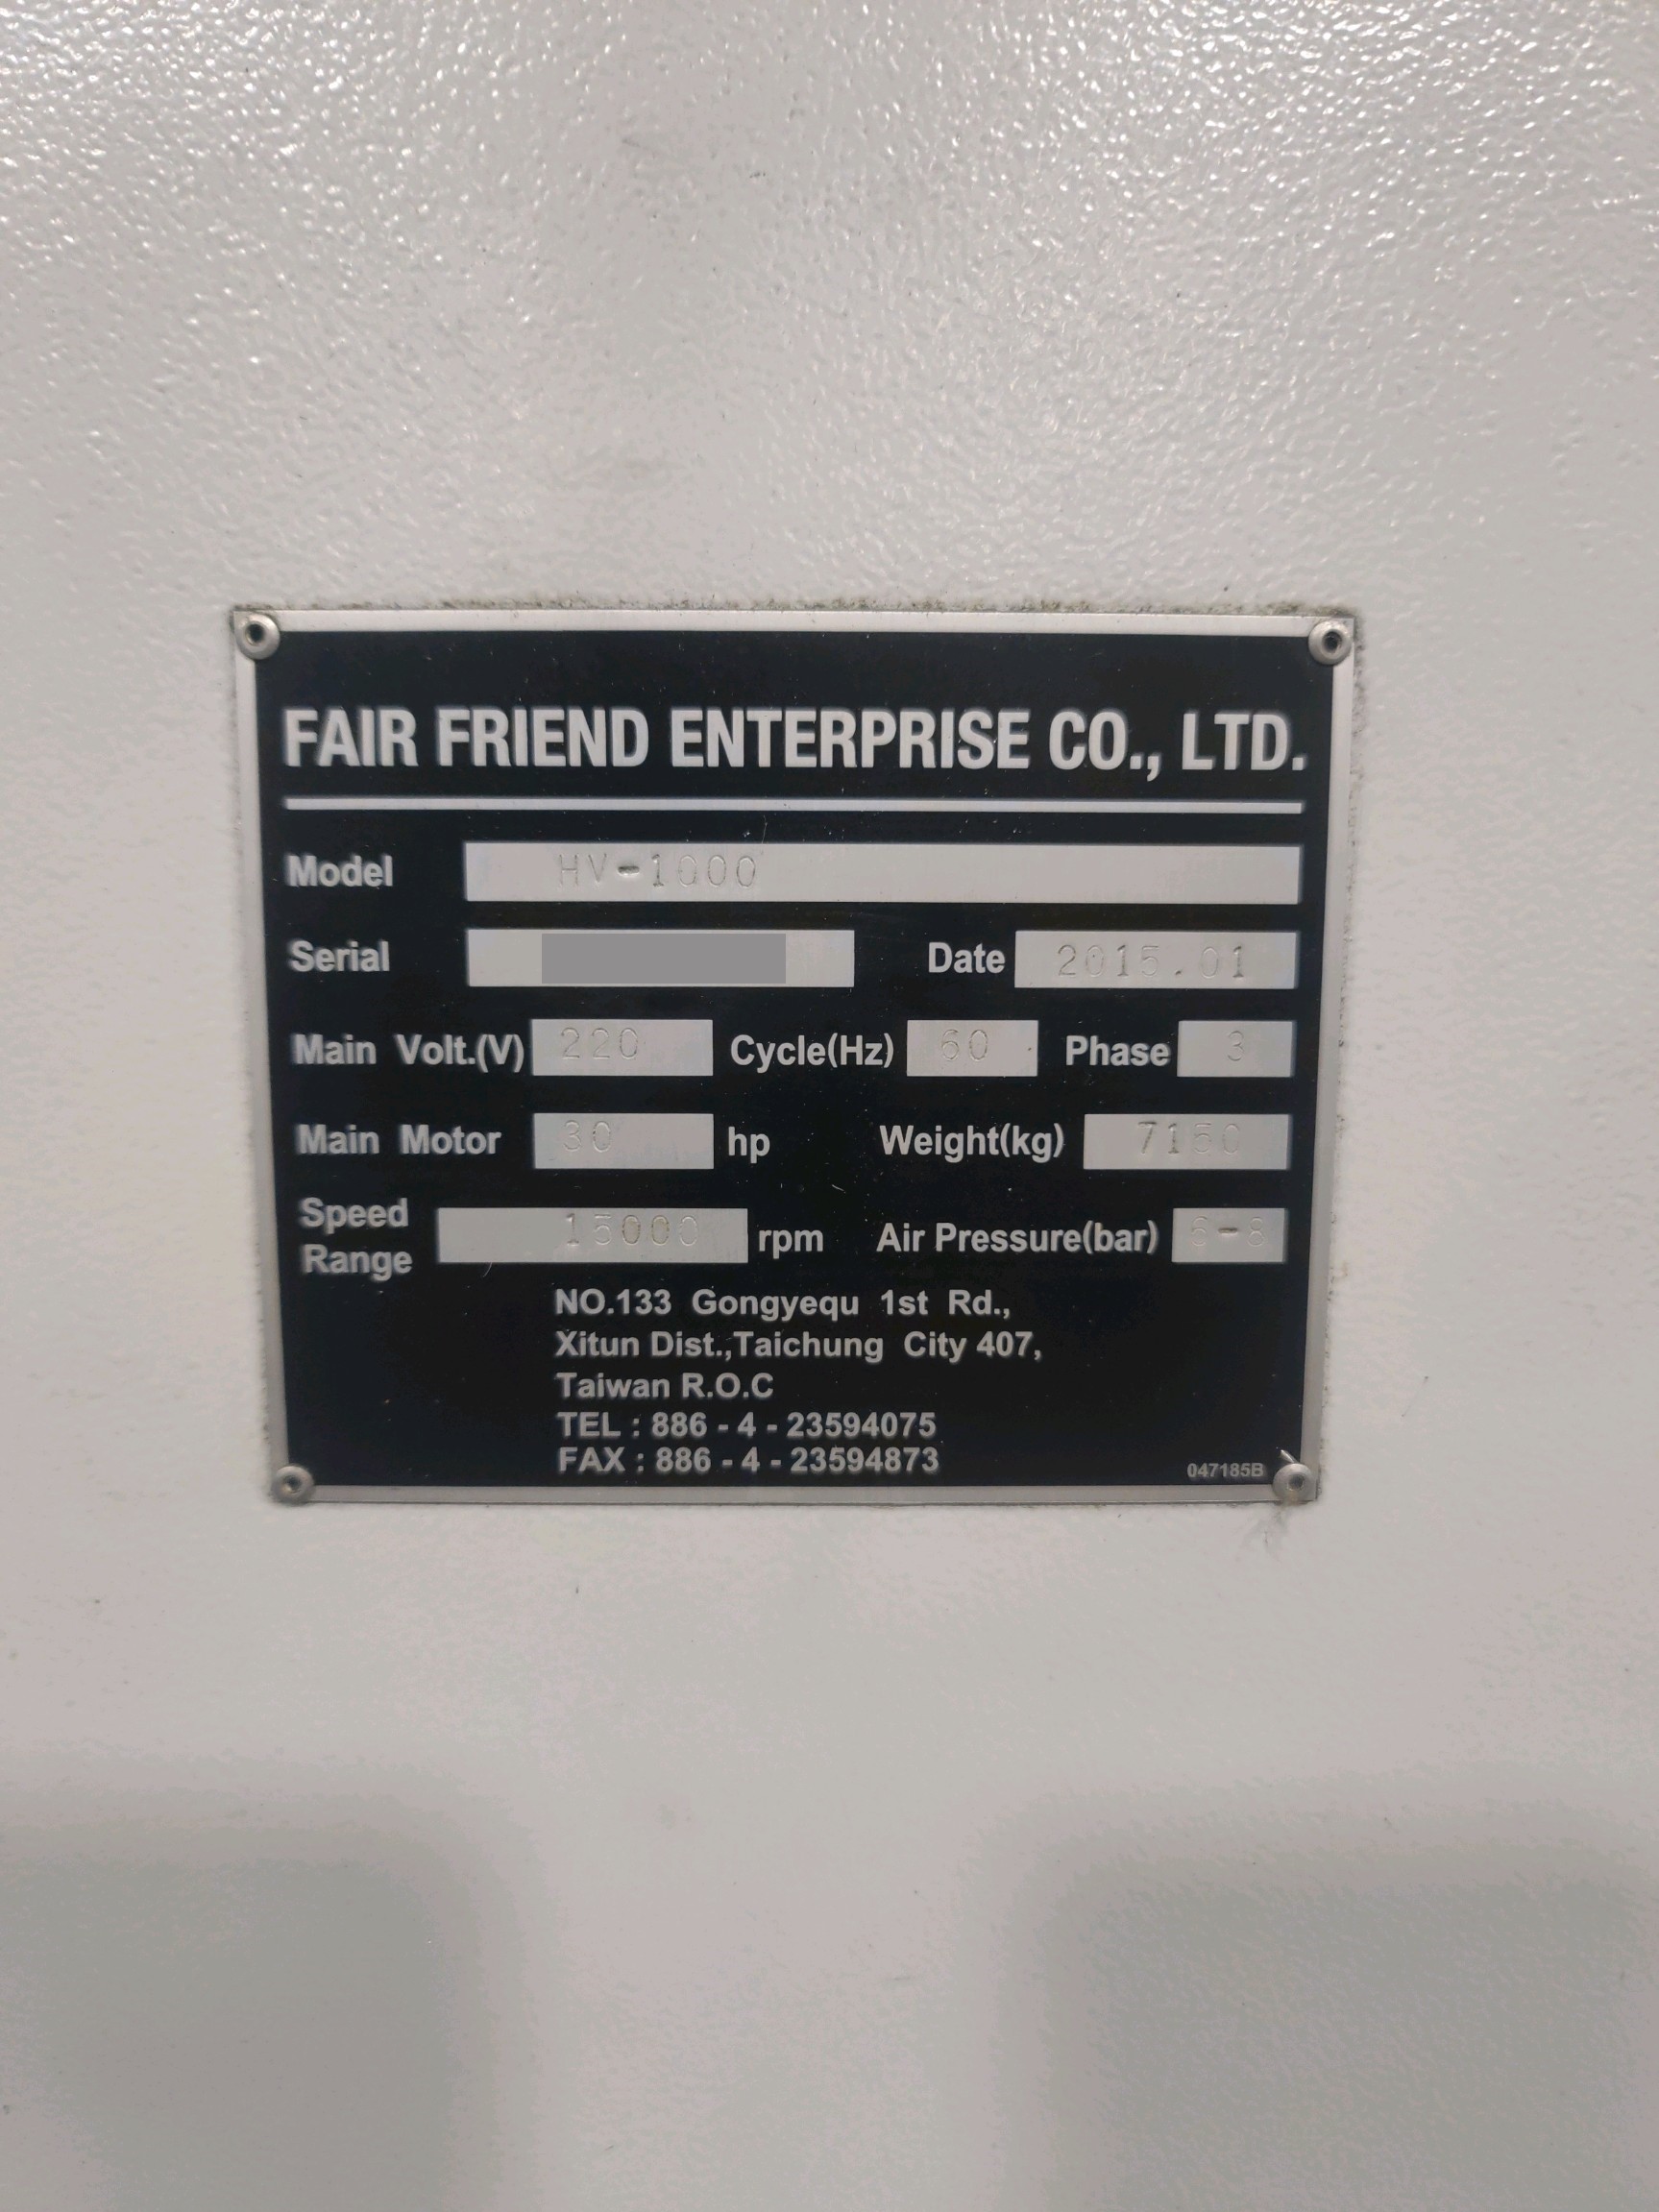 FAIR FRIEND ENTERPRISE CO., LTD.
Model HV-1000
Serial Date 2015.01
Main Volt.(V) 220 Cycle(Hz) 60 Phase 3
Main Motor 30 hp Weight(kg) 7150
Speed Range 15000 rpm Air Pressure(bar) 6-8
NO.133 Gongyequ 1st Rd.,
Xitun Dist.,Taichung City 407,
Taiwan R.O.C
TEL : 886 - 4 - 23594075
FAX : 886 - 4 - 23594873
047185B